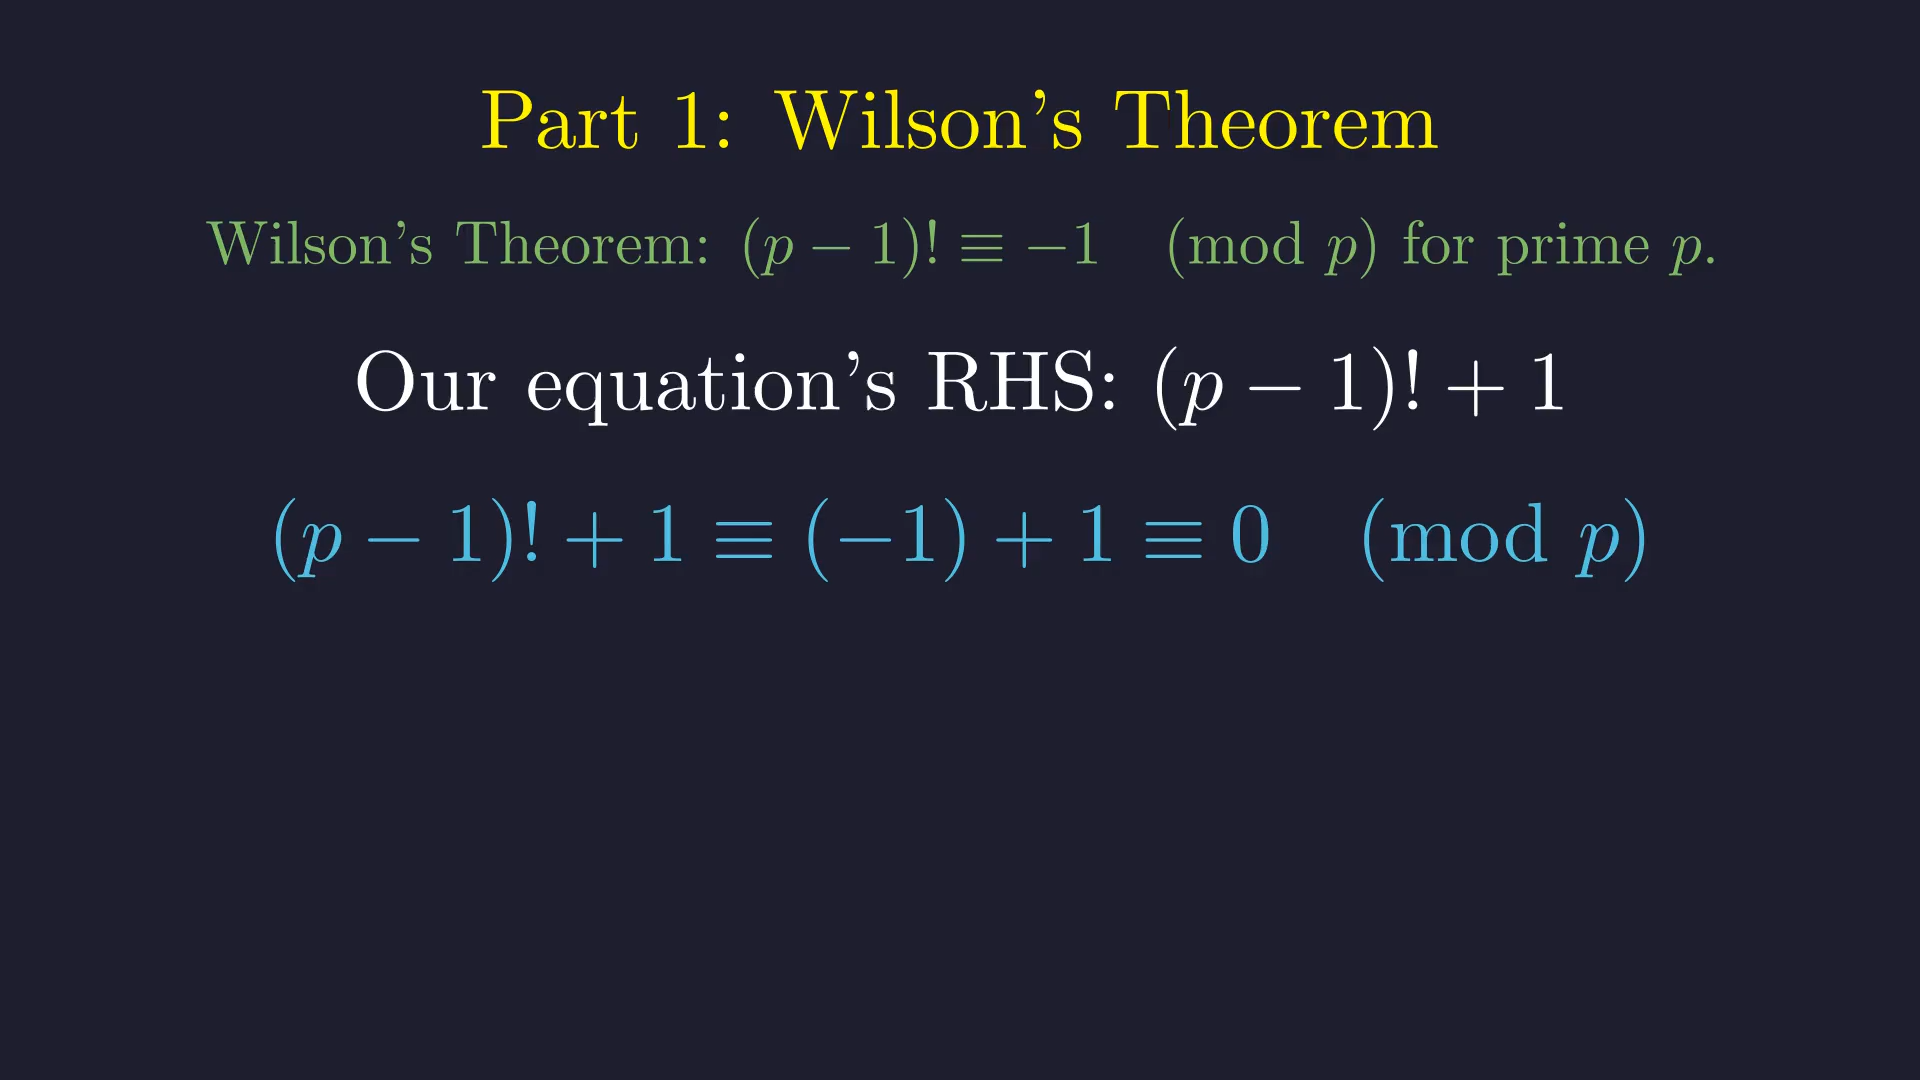 Part 1: Wilson's Theorem
Wilson's Theorem: (p − 1)! ≡ −1 (mod p) for prime p.
Our equation's RHS: (p − 1)! + 1
(p − 1)! + 1 ≡ (−1) + 1 ≡ 0 (mod p)